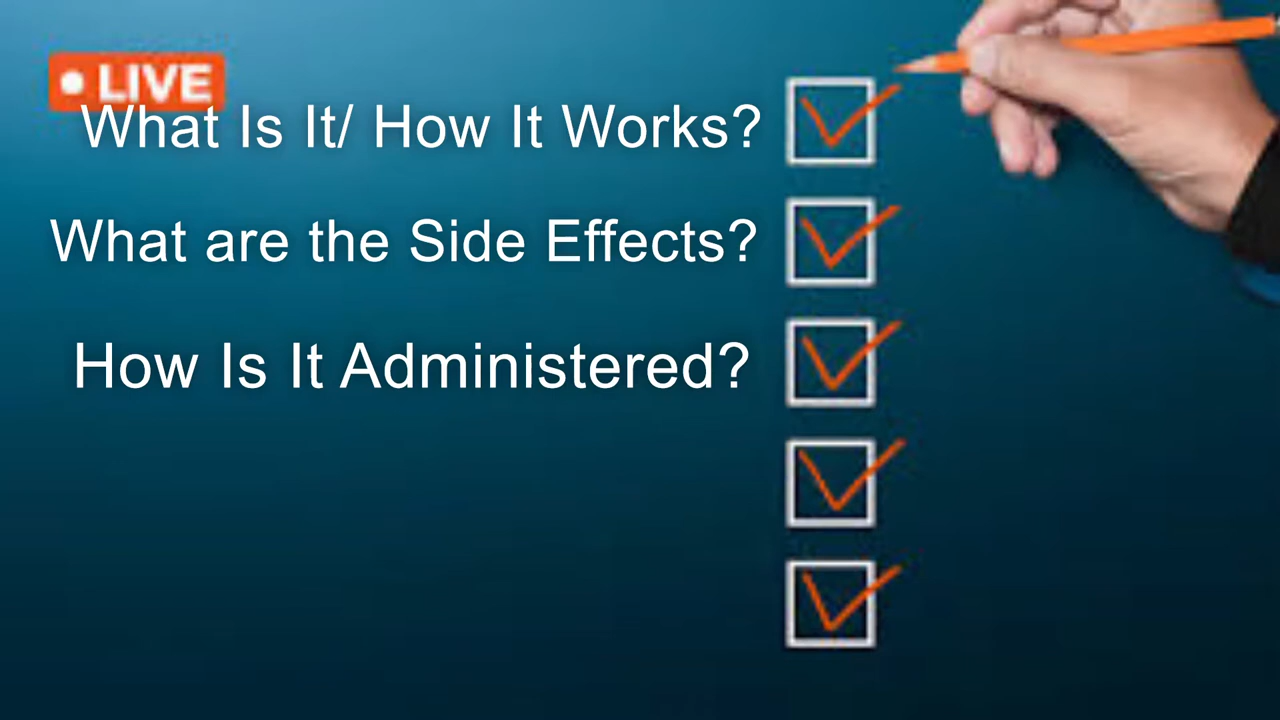 LIVE
What Is It/ How It Works?
What are the Side Effects?
How Is It Administered?